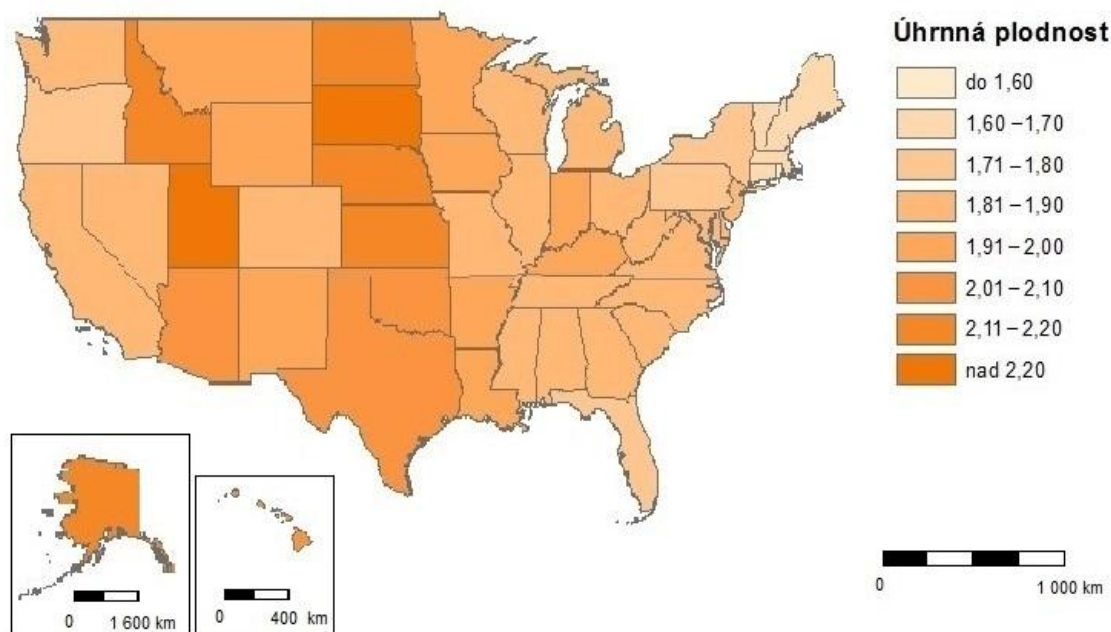 Úhrnná plodnost
do 1,60
1,60 – 1,70
1,71 – 1,80
1,81 – 1,90
1,91 – 2,00
2,01 – 2,10
2,11 – 2,20
nad 2,20
0 1 600 km
0 400 km
0 1 000 km